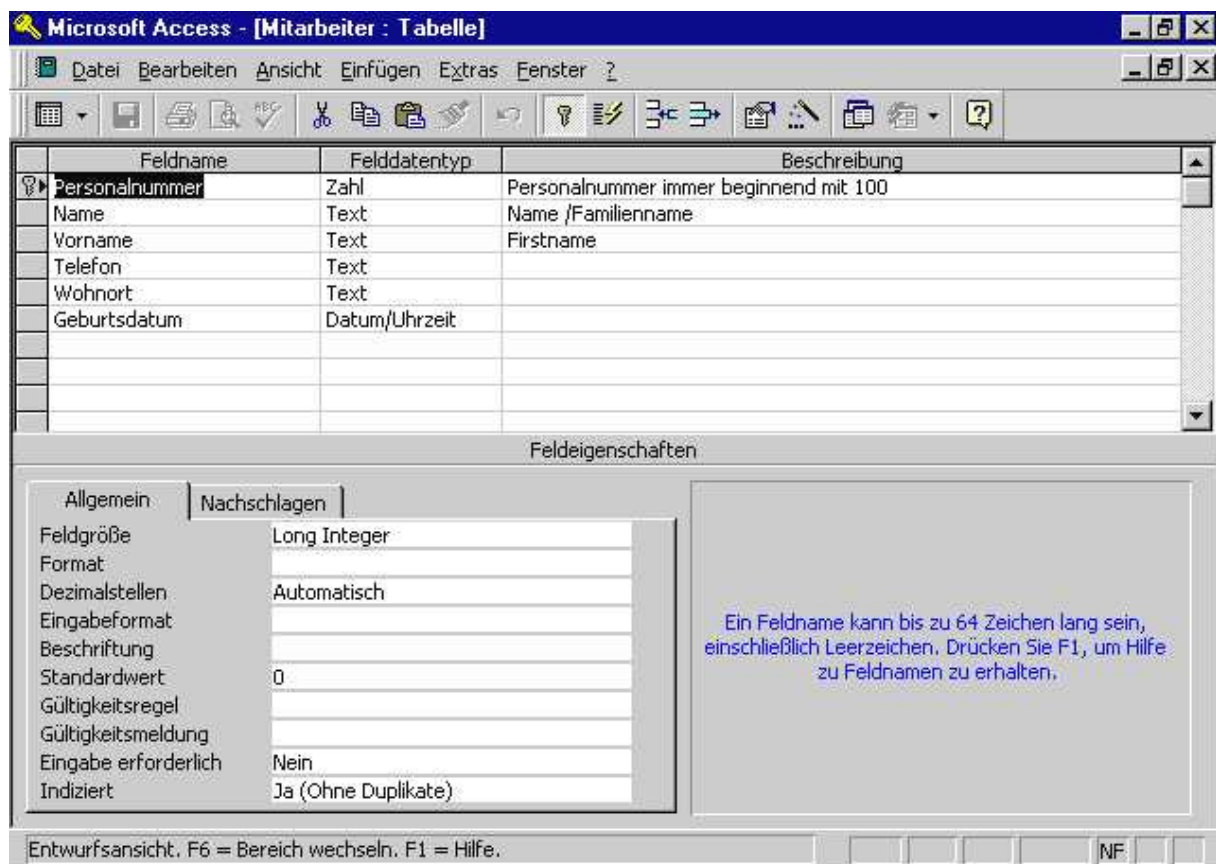 Microsoft Access - [Mitarbeiter : Tabelle]
Datei Bearbeiten Ansicht Einfügen Extras Fenster ?
Feldname Felddatentyp Beschreibung
Personalnummer Zahl Personalnummer immer beginnend mit 100
Name Text Name /Familienname
Vorname Text Firstname
Telefon Text
Wohnort Text
Geburtsdatum Datum/Uhrzeit
Feldeigenschaften
Allgemein Nachschlagen
Feldgröße Long Integer
Format
Dezimalstellen Automatisch
Eingabeformat
Beschriftung
Standardwert 0
Gültigkeitsregel
Gültigkeitsmeldung
Eingabe erforderlich Nein
Indiziert Ja (Ohne Duplikate)
Ein Feldname kann bis zu 64 Zeichen lang sein,
einschließlich Leerzeichen. Drücken Sie F1, um Hilfe
zu Feldnamen zu erhalten.
Entwurfsansicht. F6 = Bereich wechseln. F1 = Hilfe. NF